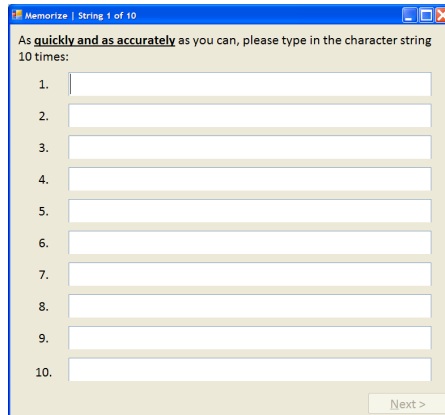 Memorize | String 1 of 10
As quickly and as accurately as you can, please type in the character string
10 times:
1.
2.
3.
4.
5.
6.
7.
8.
9.
10.
Next >